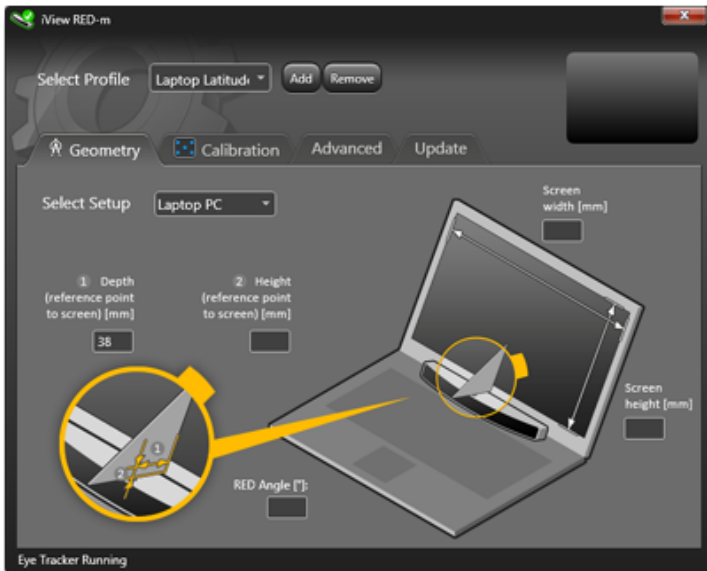 iView RED-m
x
Select Profile
Laptop Latitud
Add
Remove
Geometry
Calibration
Advanced
Update
Select Setup
Laptop PC
Screen
width [mm]
1 Depth
(reference point
to screen) [mm]
2 Height
(reference point
to screen) [mm]
38
1
2
Screen
height [mm]
RED Angle [°]:
Eye Tracker Running